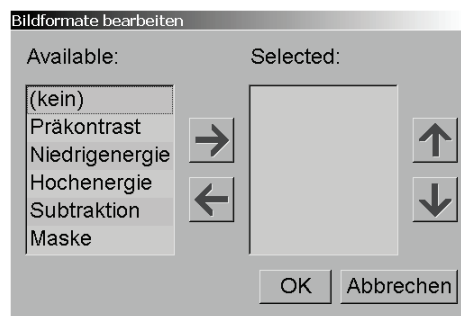 Bildformate bearbeiten
Available:
Selected:
(kein)
Präkontrast
Niedrigenergie
Hochenergie
Subtraktion
Maske
OK
Abbrechen